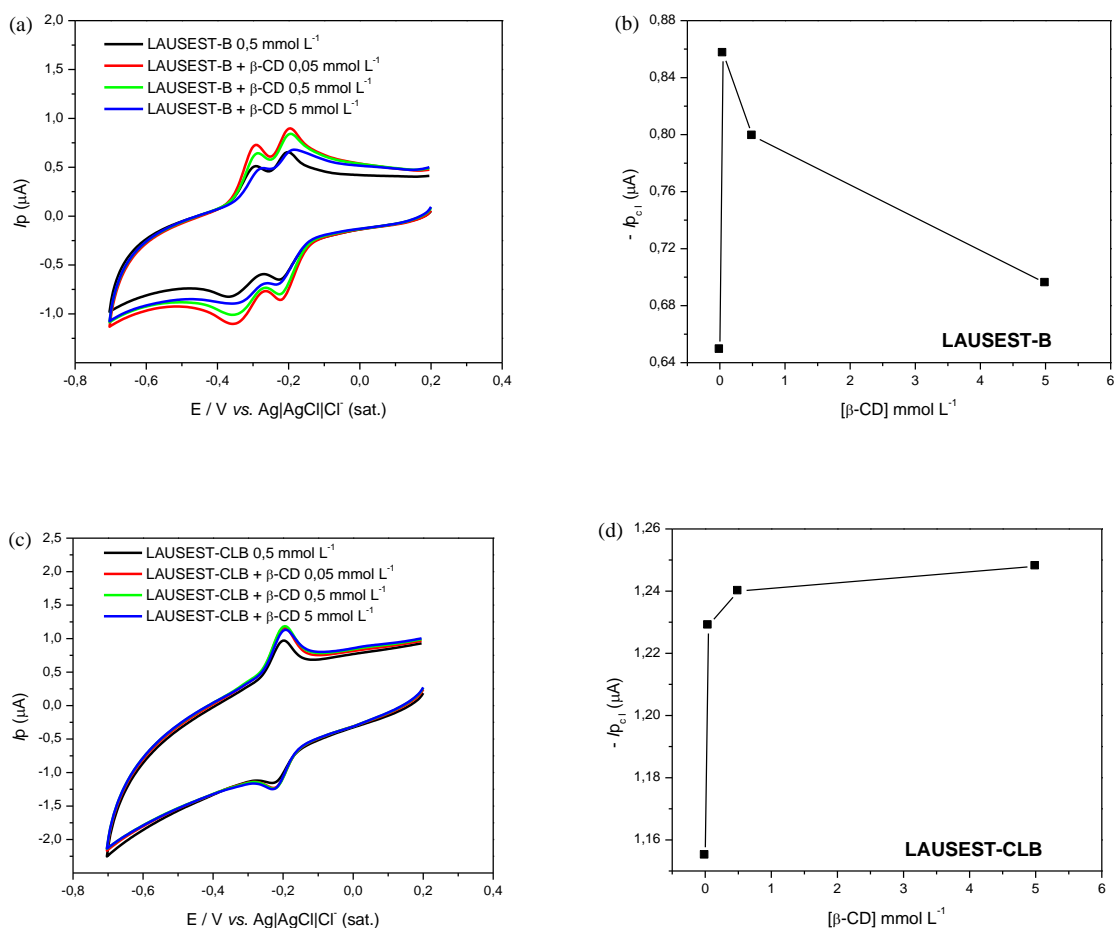 (a)
LAUSEST-B 0,5 mmol L⁻¹
LAUSEST-B + β-CD 0,05 mmol L⁻¹
LAUSEST-B + β-CD 0,5 mmol L⁻¹
LAUSEST-B + β-CD 5 mmol L⁻¹
1,5
1,0
0,5
0,0
-0,5
-1,0
Ip (μA)
-0,8 -0,6 -0,4 -0,2 0,0 0,2 0,4
E / V vs. Ag|AgCl|Cl⁻ (sat.)
(b)
0,88
0,84
0,80
0,76
0,72
0,68
0,64
- Ip c I (μA)
LAUSEST-B
0 1 2 3 4 5 6
[β-CD] mmol L⁻¹
(c)
LAUSEST-CLB 0,5 mmol L⁻¹
LAUSEST-CLB + β-CD 0,05 mmol L⁻¹
LAUSEST-CLB + β-CD 0,5 mmol L⁻¹
LAUSEST-CLB + β-CD 5 mmol L⁻¹
2,5
2,0
1,5
1,0
0,5
0,0
-0,5
-1,0
-1,5
-2,0
Ip (μA)
-0,8 -0,6 -0,4 -0,2 0,0 0,2 0,4
E / V vs. Ag|AgCl|Cl⁻ (sat.)
(d)
1,26
1,24
1,22
1,20
1,18
1,16
- Ip c I (μA)
LAUSEST-CLB
0 1 2 3 4 5 6
[β-CD] mmol L⁻¹